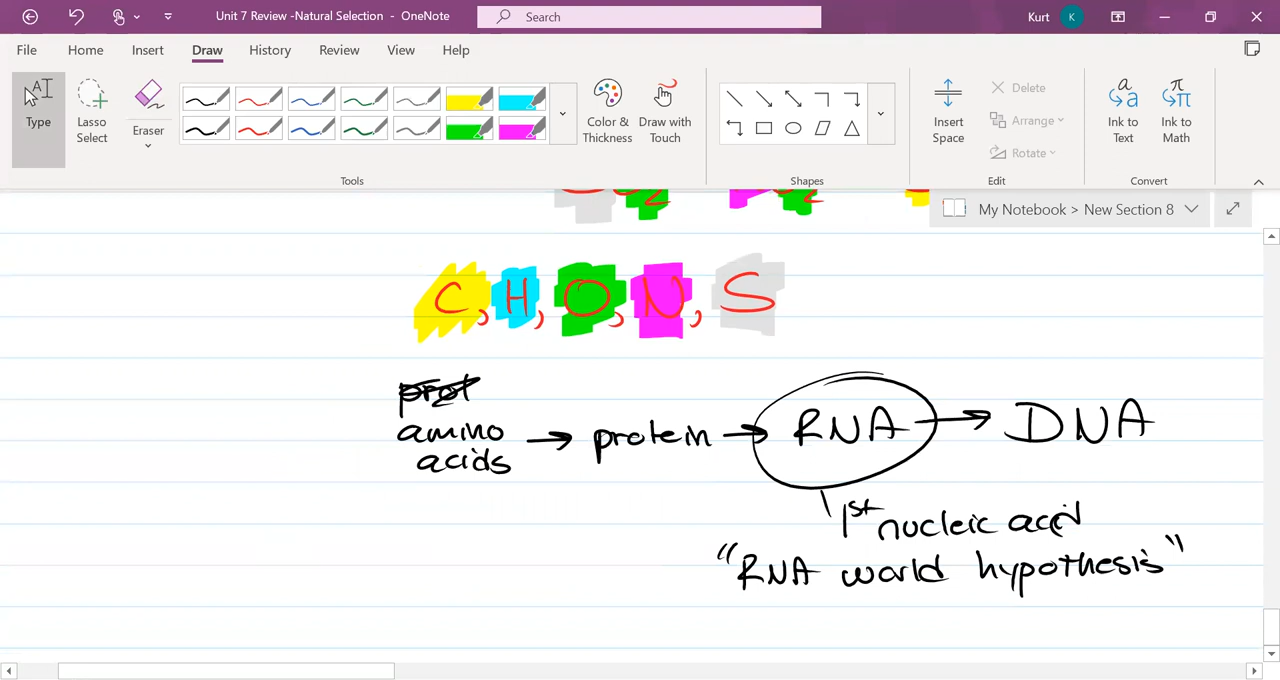 Unit 7 Review -Natural Selection - OneNote
Search
Kurt
K
File Home Insert Draw History Review View Help
Type
Lasso Select
Eraser
Color & Thickness
Draw with Touch
Insert Space
Delete
Arrange
Rotate
Ink to Text
Ink to Math
Tools
Shapes
Edit
Convert
My Notebook > New Section 8
C, H, O, N, S
prot
amino acids → protein → RNA → DNA
1st nucleic acid
"RNA world hypothesis"